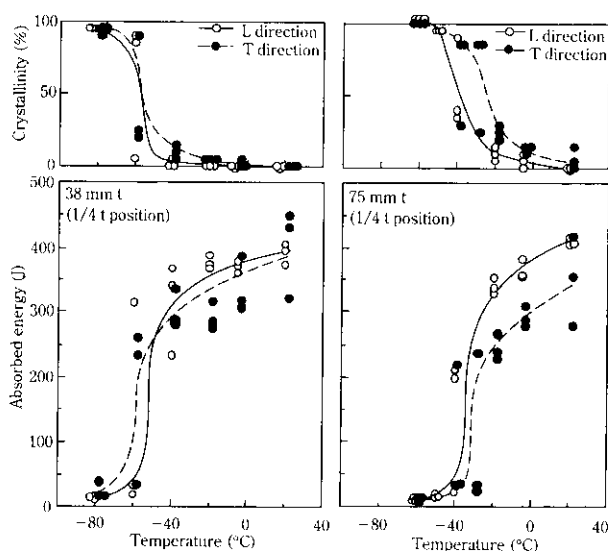 Crystallinity (%)
100
50
0
L direction
T direction
L direction
T direction
Absorbed energy (J)
500
400
300
200
100
0
38 mm t
(1/4 t position)
75 mm t
(1/4 t position)
−80
−40
0
40
−80
−40
0
40
Temperature (°C)
Temperature (°C)